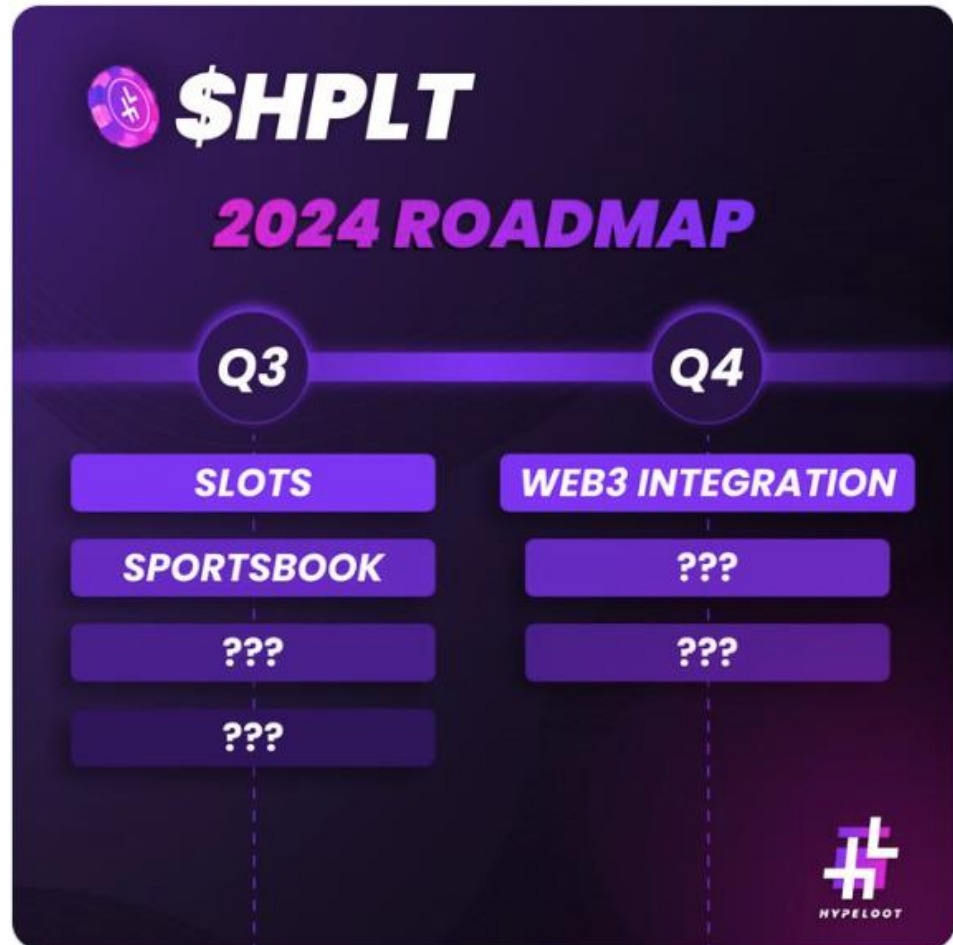 $HPLT
2024 ROADMAP
Q3
SLOTS
SPORTSBOOK
???
???
Q4
WEB3 INTEGRATION
???
???
HYPELOOT